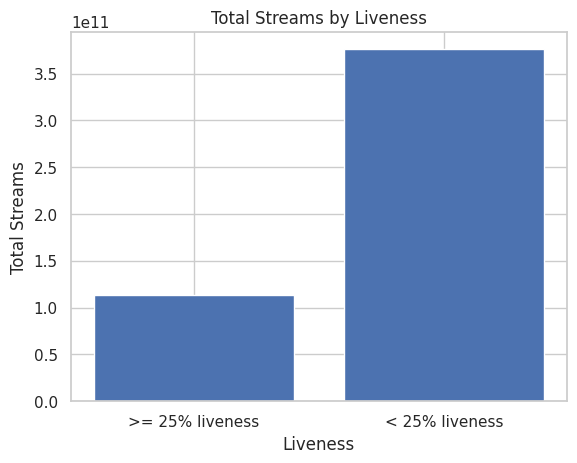 Total Streams by Liveness
1e11
3.5
3.0
2.5
2.0
1.5
1.0
0.5
0.0
Total Streams
>= 25% liveness
< 25% liveness
Liveness